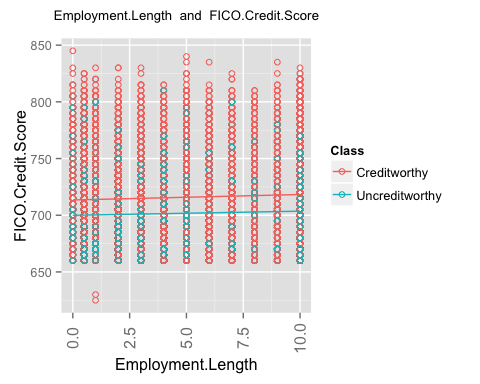 Employment.Length and FICO.Credit.Score
850
800
750
700
650
FICO.Credit.Score
0.0
2.5
5.0
7.5
10.0
Employment.Length
Class
Creditworthy
Uncreditworthy